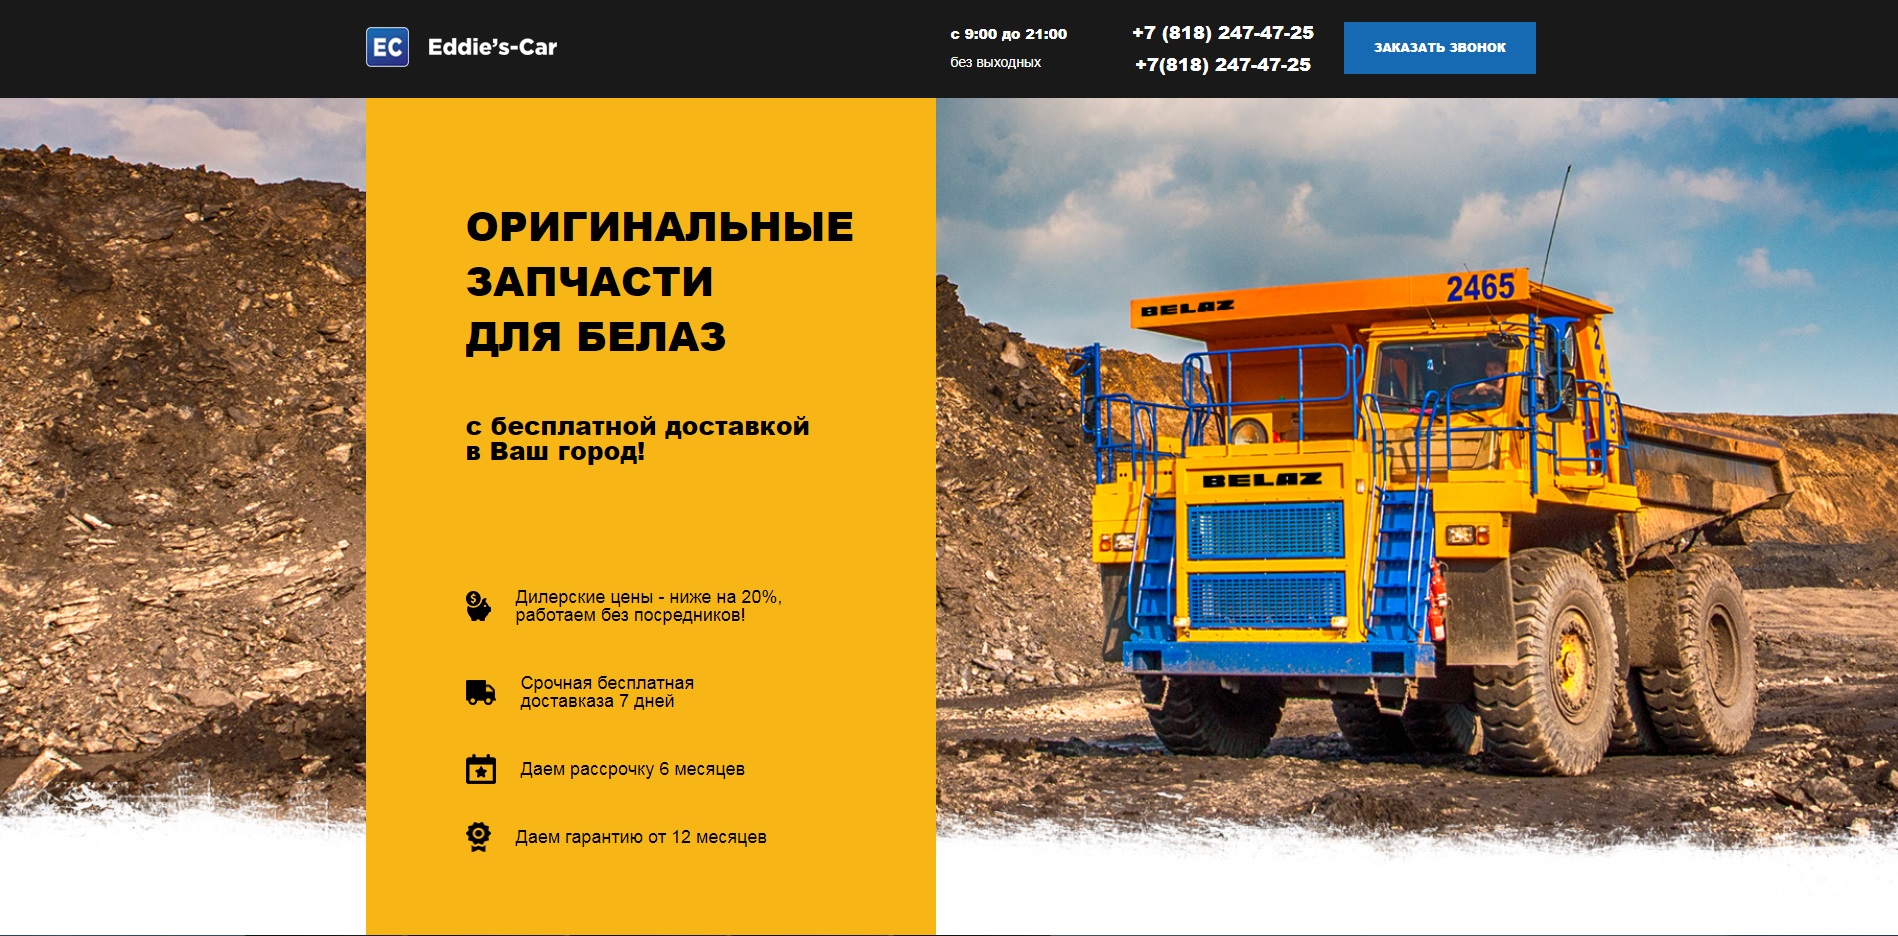 EC Eddie's-Car
с 9:00 до 21:00
без выходных
+7 (818) 247-47-25
+7(818) 247-47-25
ЗАКАЗАТЬ ЗВОНОК
ОРИГИНАЛЬНЫЕ
ЗАПЧАСТИ
ДЛЯ БЕЛАЗ
с бесплатной доставкой
в Ваш город!
Дилерские цены - ниже на 20%,
работаем без посредников!
Срочная бесплатная
доставказа 7 дней
Даем рассрочку 6 месяцев
Даем гарантию от 12 месяцев
BELAZ
2465
2465
BELAZ